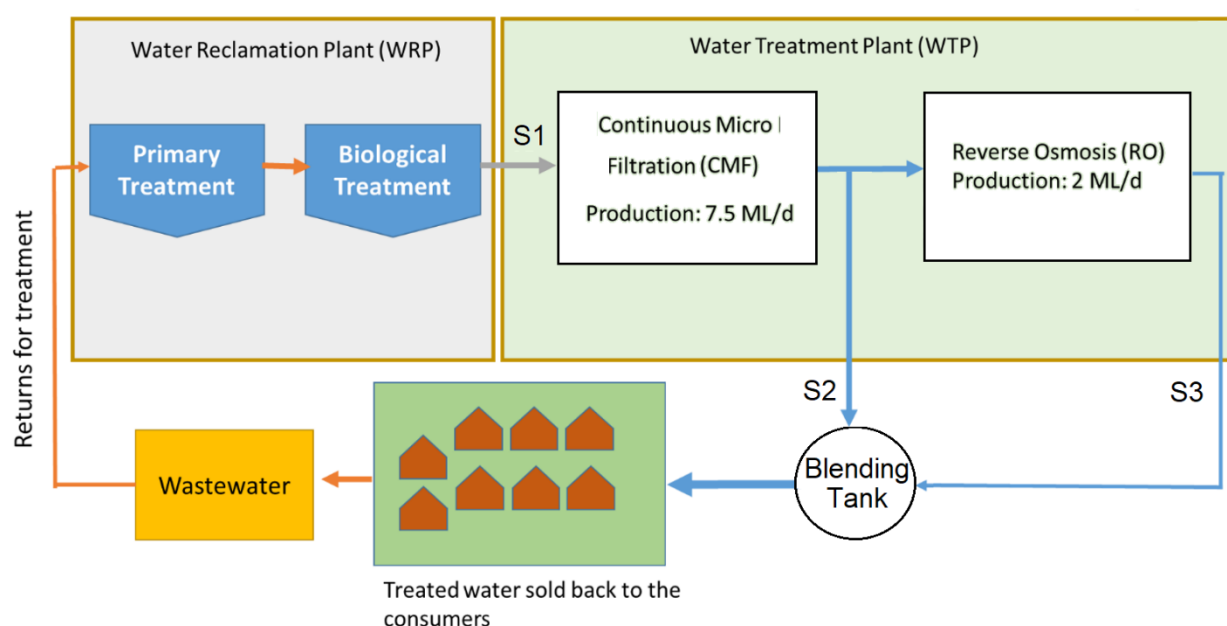 Water Reclamation Plant (WRP)
Water Treatment Plant (WTP)
Primary
Treatment
Biological
Treatment
S1
Continuous Micro
Filtration (CMF)
Production: 7.5 ML/d
Reverse Osmosis (RO)
Production: 2 ML/d
Returns for treatment
S2
S3
Wastewater
Blending
Tank
Treated water sold back to the
consumers